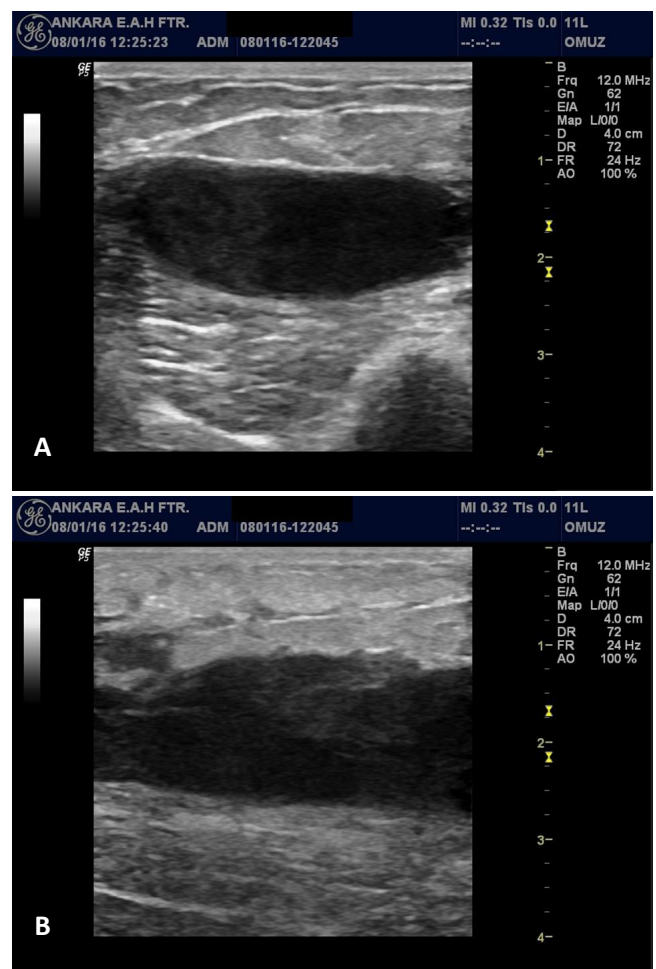 ANKARA E.A.H FTR. MI 0.32 TIs 0.0 11L
08/01/16 12:25:23 ADM 080116-122045 --:--:-- OMUZ
GE
P5
B
Frq 12.0 MHz
Gn 62
E/A 1/1
Map L/0/0
D 4.0 cm
DR 72
FR 24 Hz
AO 100 %
1
2
3
4
A
ANKARA E.A.H FTR. MI 0.32 TIs 0.0 11L
08/01/16 12:25:40 ADM 080116-122045 --:--:-- OMUZ
GE
P5
B
Frq 12.0 MHz
Gn 62
E/A 1/1
Map L/0/0
D 4.0 cm
DR 72
FR 24 Hz
AO 100 %
1
2
3
4
B